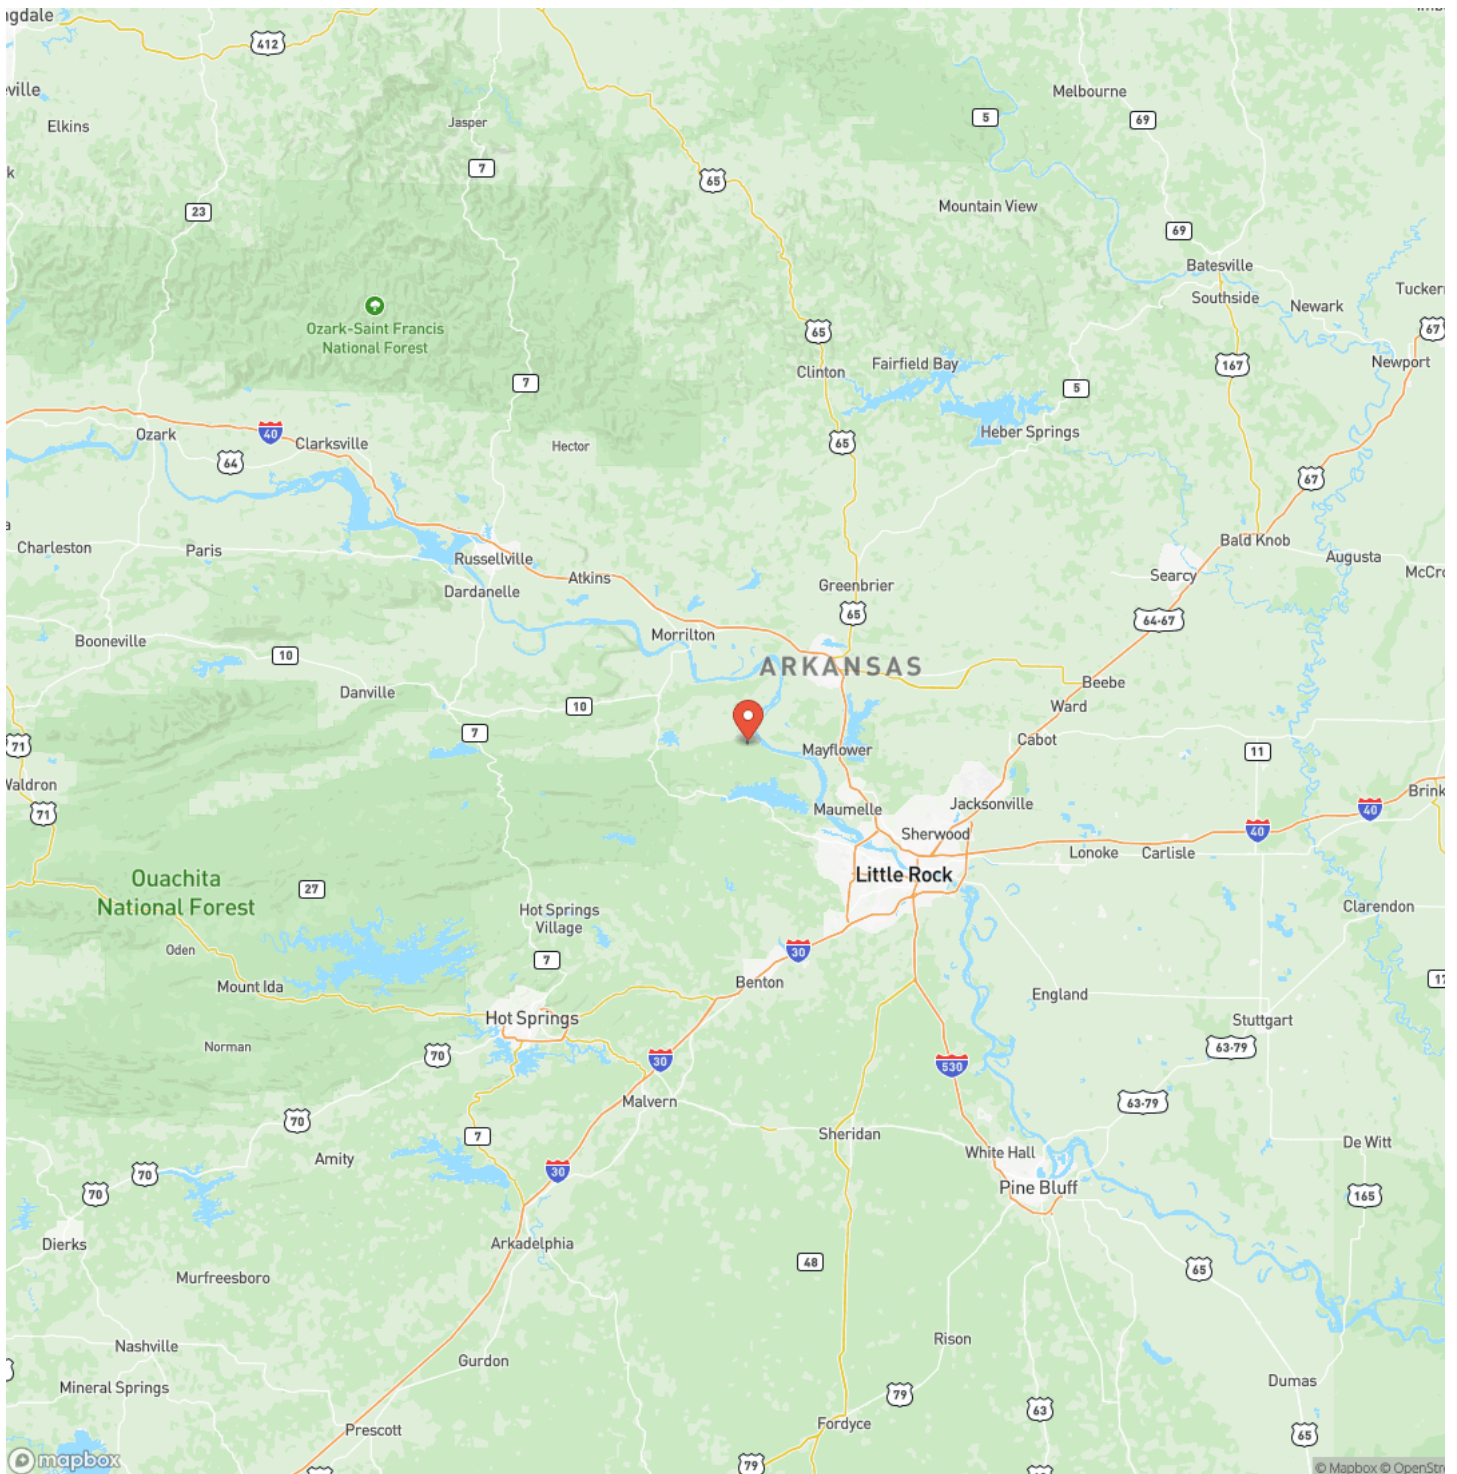 gdale
412
Melbourne
ville
Elkins
Jasper
5
69
7
k
65
23
Mountain View
69
Batesville
Southside
Tucker
Newark
Ozark-Saint Francis
National Forest
65
67
Fairfield Bay
Clinton
167
Newport
7
5
Ozark
40
Clarksville
Heber Springs
Hector
65
64
67
a
Charleston
Paris
Russellville
Bald Knob
Augusta
Atkins
Searcy
McCr
Dardanelle
Greenbrier
65
64-67
Booneville
Morrilton
10
ARKANSAS
Danville
Beebe
10
Ward
7
71
Mayflower
Cabot
11
Waldron
Brink
71
Maumelle
Jacksonville
40
Sherwood
40
Lonoke
Carlisle
Little Rock
Ouachita
National Forest
27
Hot Springs
Village
Clarendon
Oden
30
7
Benton
17
Mount Ida
England
Hot Springs
Stuttgart
Norman
70
63-79
30
530
Malvern
63-79
70
7
Sheridan
De Witt
Amity
White Hall
70
30
Pine Bluff
70
165
Dierks
Arkadelphia
48
65
Murfreesboro
Rison
Nashville
Gurdon
Mineral Springs
Dumas
79
63
Prescott
Fordyce
65
mapbox
79
© Mapbox © OpenStre